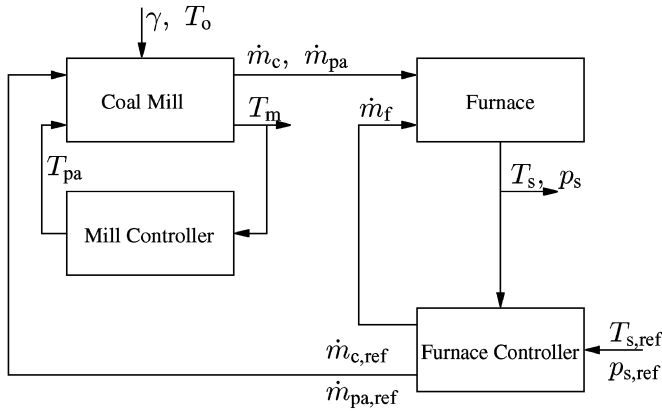 γ, Tₒ
ṁ_c, ṁ_pa
Coal Mill
Furnace
T_m
ṁ_f
T_pa
T_s, p_s
Mill Controller
ṁ_c,ref
ṁ_pa,ref
Furnace Controller
T_s,ref
p_s,ref